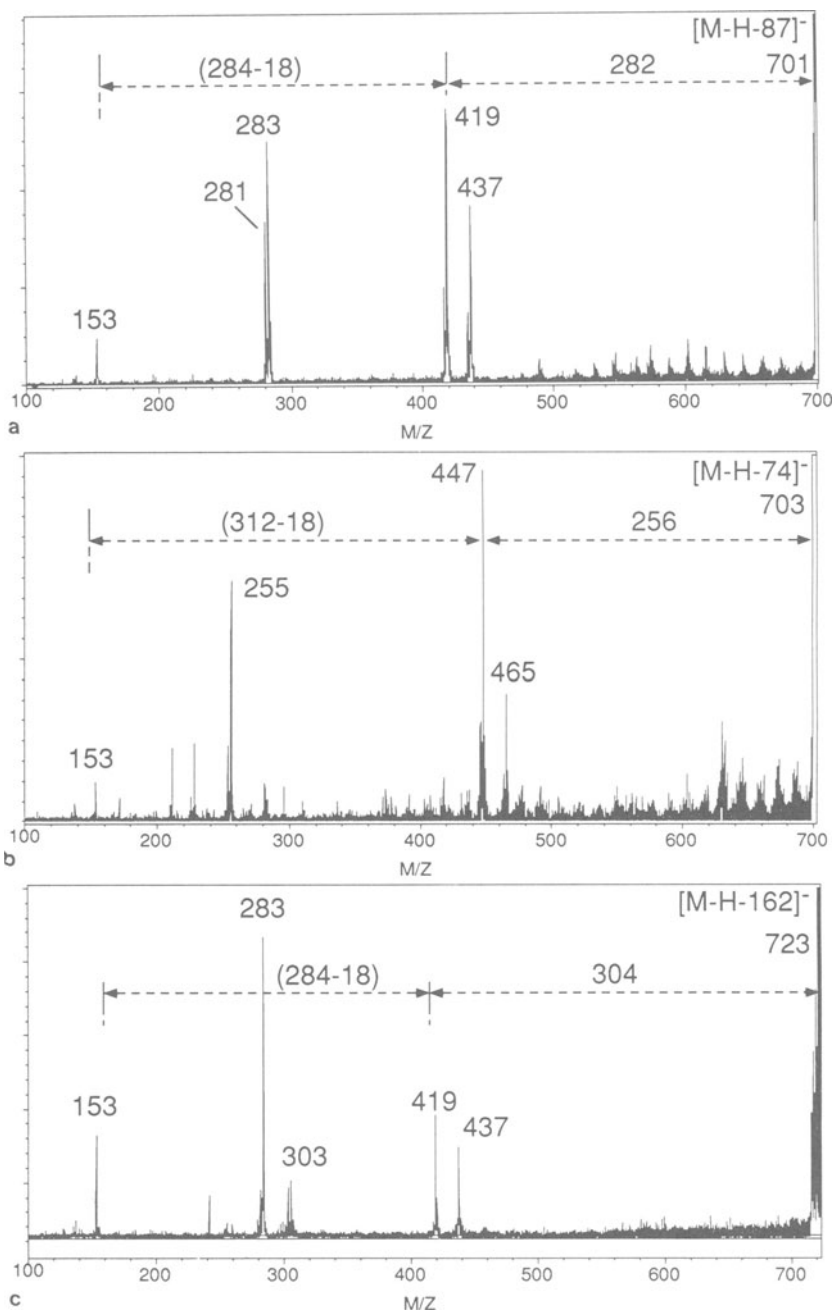 [M-H-87]-
(284-18) 282 701
283 419
281 437
153
100 200 300 400 500 600 700
a M/Z
447 [M-H-74]-
703
(312-18) 256
255
465
153
100 200 300 400 500 600 700
b M/Z
283 [M-H-162]-
723
(284-18) 304
153 419 437
303
100 200 300 400 500 600 700
c M/Z